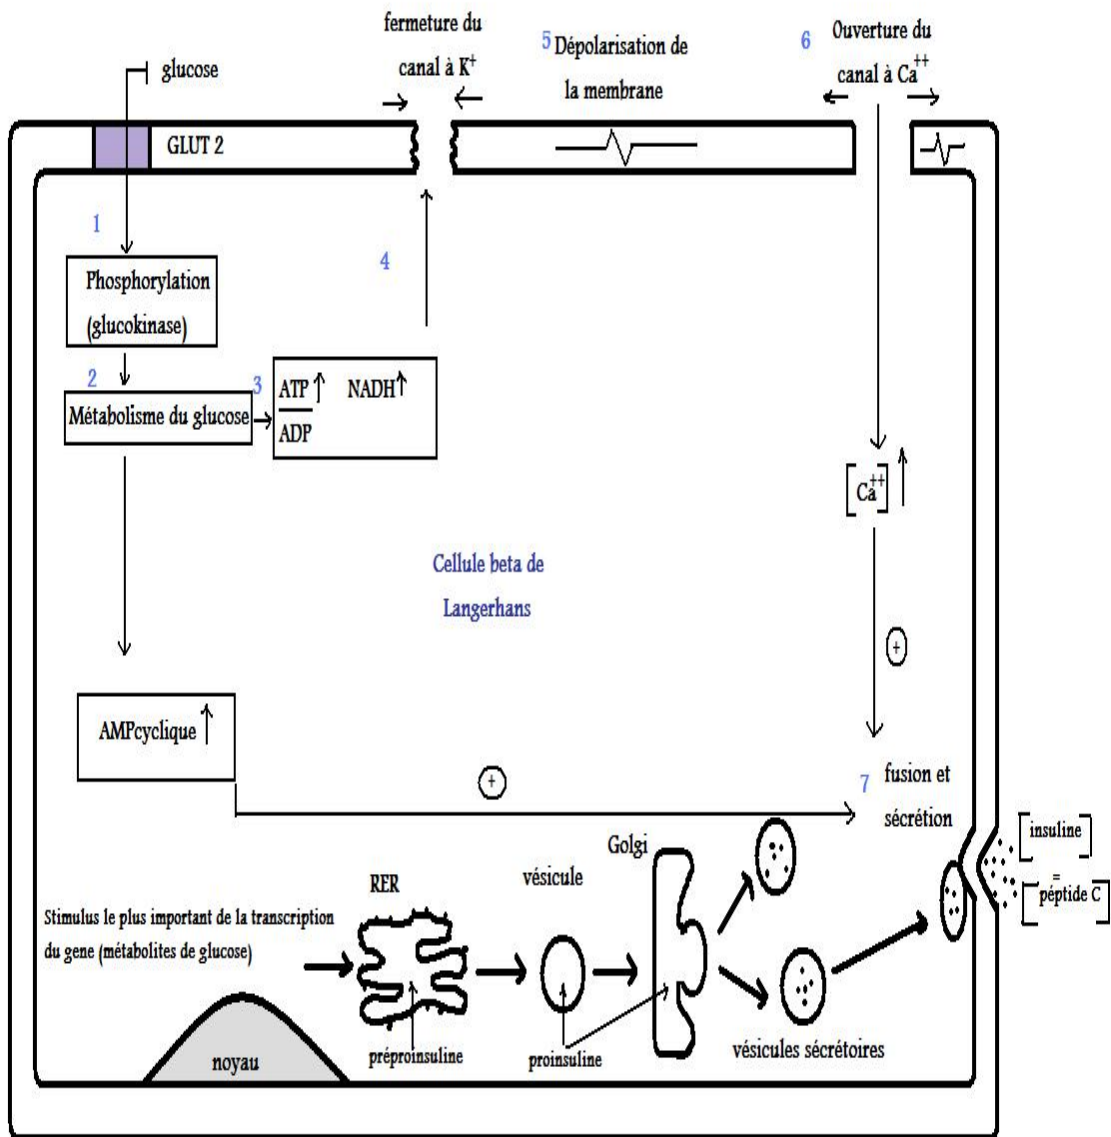 fermeture du
canal à K+
5 Dépolarisation de
la membrane
6 Ouverture du
canal à Ca++
glucose
GLUT 2
1
4
Phosphorylation
(glucokinase)
2
3
Métabolisme du glucose
ATP NADH
ADP
[Ca++]
Cellule beta de
Langerhans
+
AMPcyclique
+
7 fusion et
sécrétion
[insuline]
=
[péptide C]
Golgi
vésicule
RER
Stimulus le plus important de la transcription
du gene (métabolites de glucose)
noyau
préproinsuline
proinsuline
vésicules sécrétoires